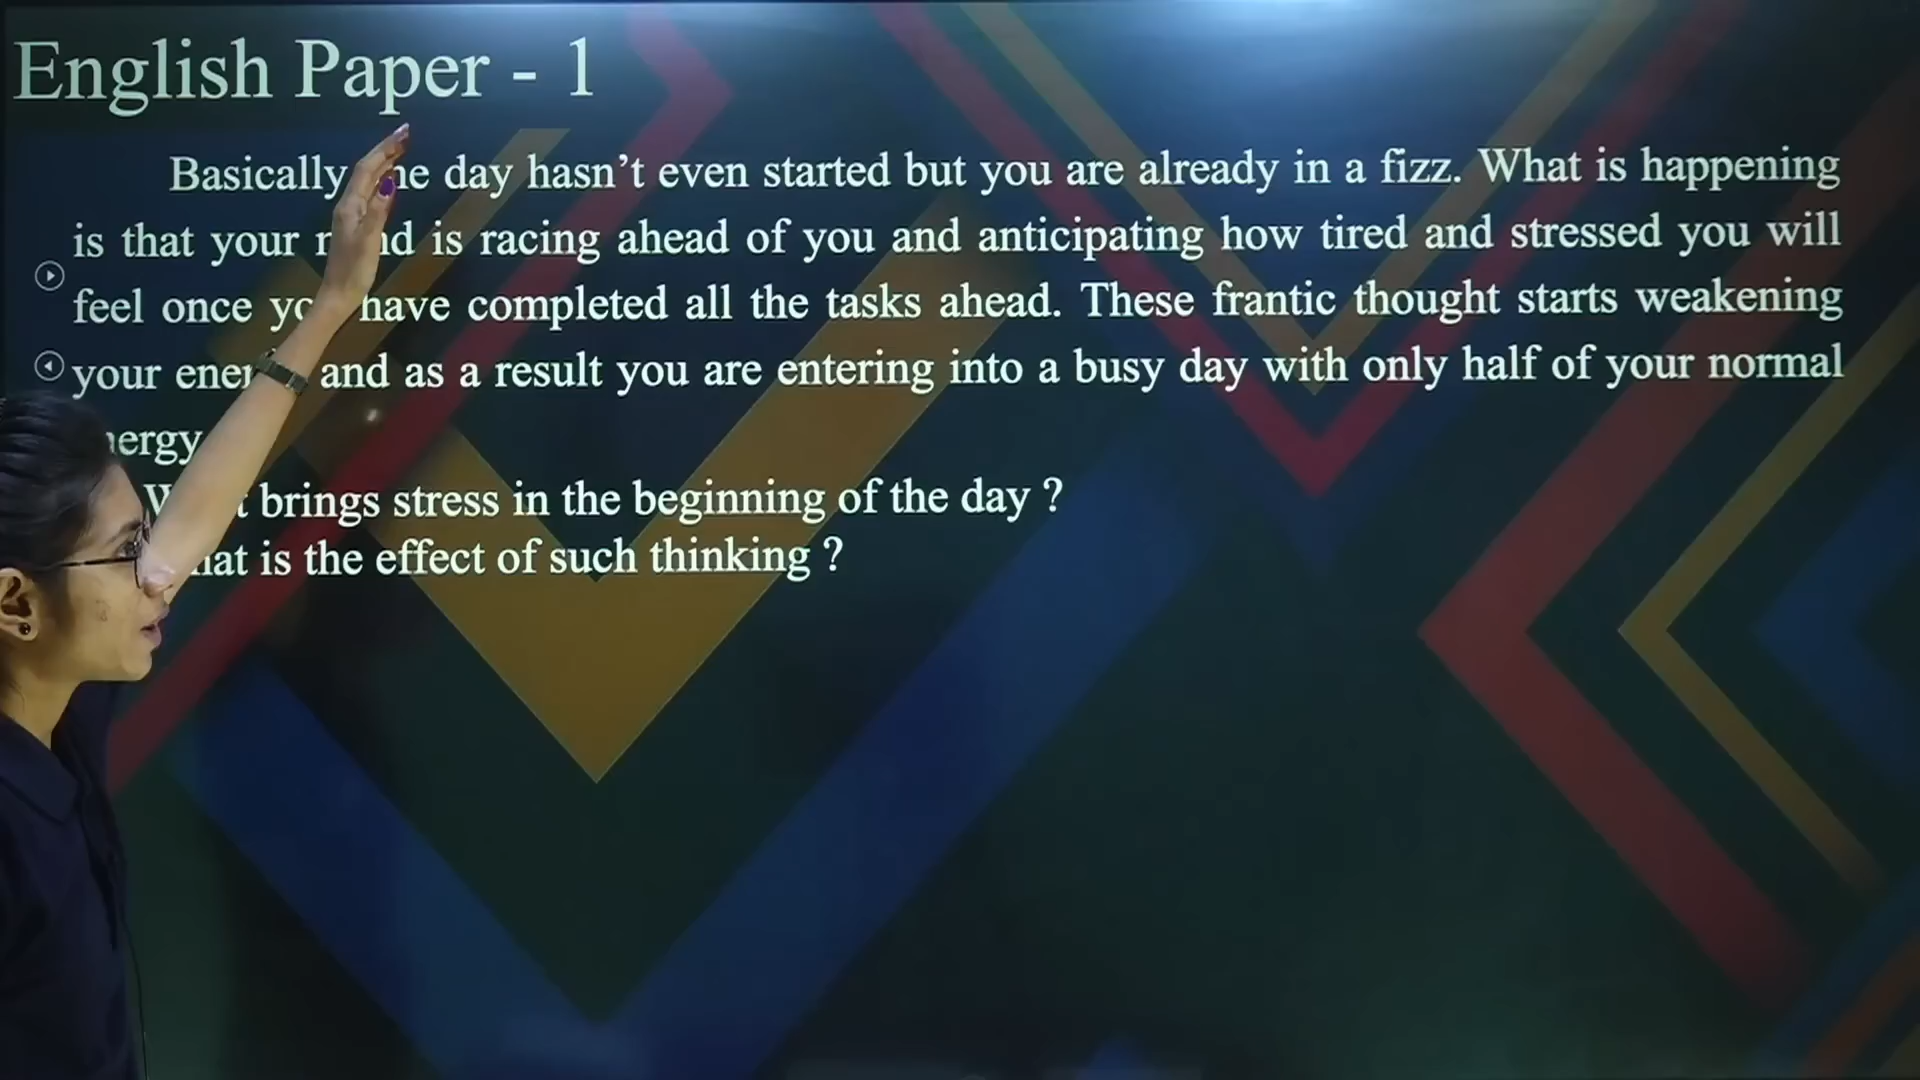 English Paper - 1
Basically day hasn't even started but you are already in a fizz. What is happening
is that your is racing ahead of you and anticipating how tired and stressed you will
feel once have completed all the tasks ahead. These frantic thought starts weakening
your and as a result you are entering into a busy day with only half of your normal
brings stress in the beginning of the day ?
is the effect of such thinking ?